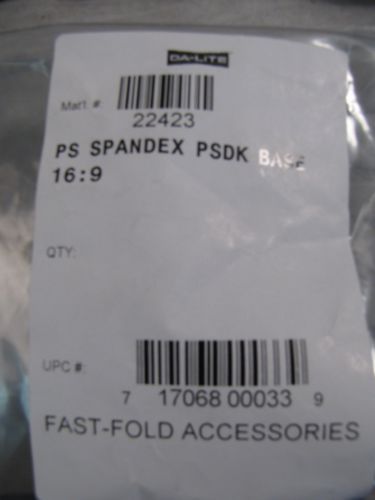 DA-LITE
Mat'l. #:
22423
PS SPANDEX PSDK BASE
16:9
QTY:
UPC #:
7 17068 00033 9
FAST-FOLD ACCESSORIES